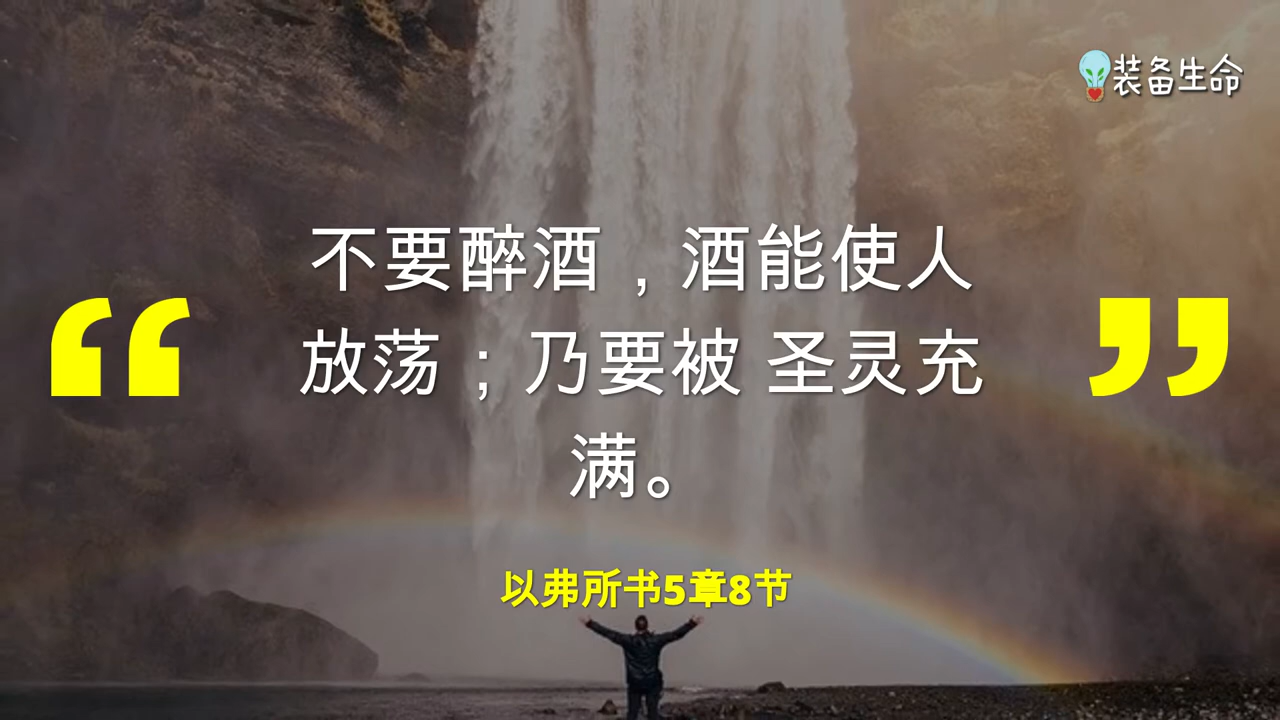 装备生命
“
不要醉酒，酒能使人
放荡；乃要被 圣灵充
满。
”
以弗所书5章8节